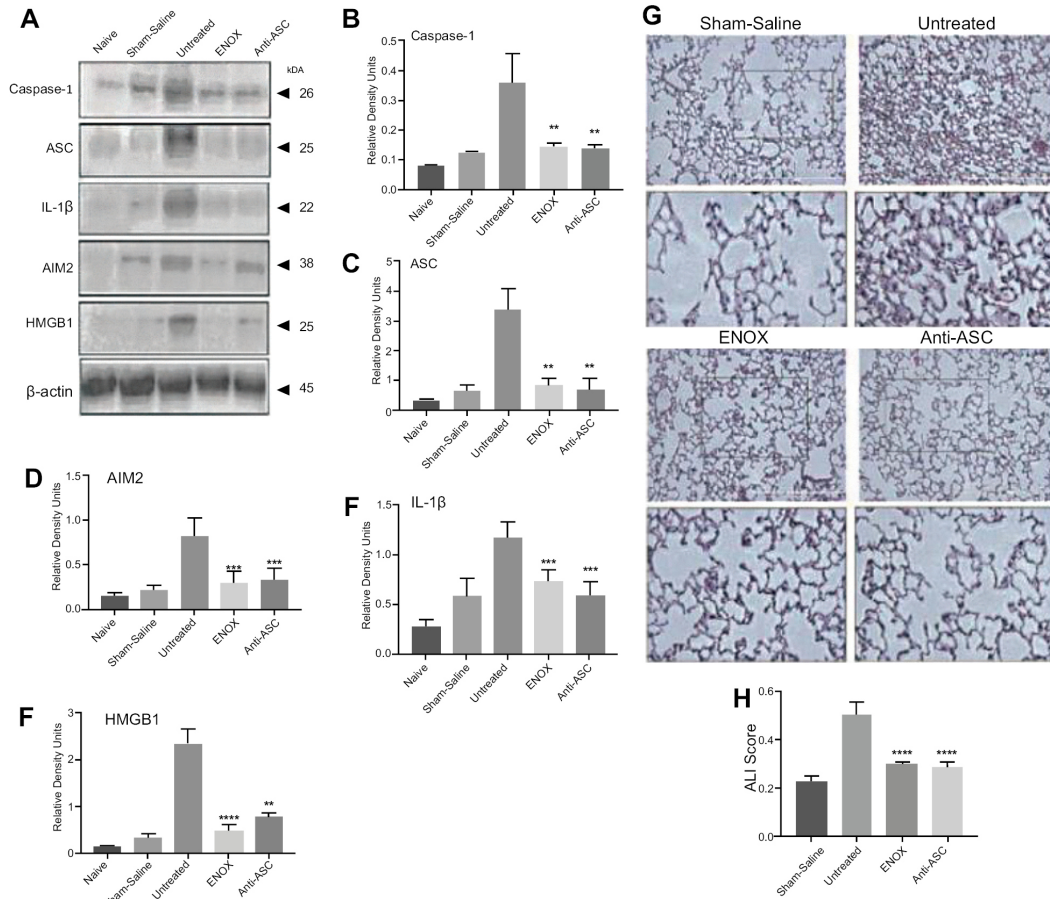 A
Naive
Sham-Saline
Untreated
ENOX
Anti-ASC
kDA
Caspase-1
26
ASC
25
IL-1β
22
AIM2
38
HMGB1
25
β-actin
45
B
Caspase-1
Relative Density Units
0.5
0.4
0.3
0.2
0.1
0.0
** **
Naive
Sham-Saline
Untreated
ENOX
Anti-ASC
C
ASC
Relative Density Units
5
4
3
2
1
0
** **
Naive
Sham-Saline
Untreated
ENOX
Anti-ASC
D
AIM2
Relative Density Units
1.5
1.0
0.5
0.0
*** ***
Naive
Sham-Saline
Untreated
ENOX
Anti-ASC
F
IL-1β
Relative Density Units
1.5
1.0
0.5
0.0
*** ***
Naive
Sham-Saline
Untreated
ENOX
Anti-ASC
F
HMGB1
Relative Density Units
3
2
1
0
**** **
Naive
Sham-Saline
Untreated
ENOX
Anti-ASC
G
Sham-Saline Untreated
ENOX Anti-ASC
H
ALI Score
0.6
0.4
0.2
0.0
**** ****
Sham-Saline
Untreated
ENOX
Anti-ASC